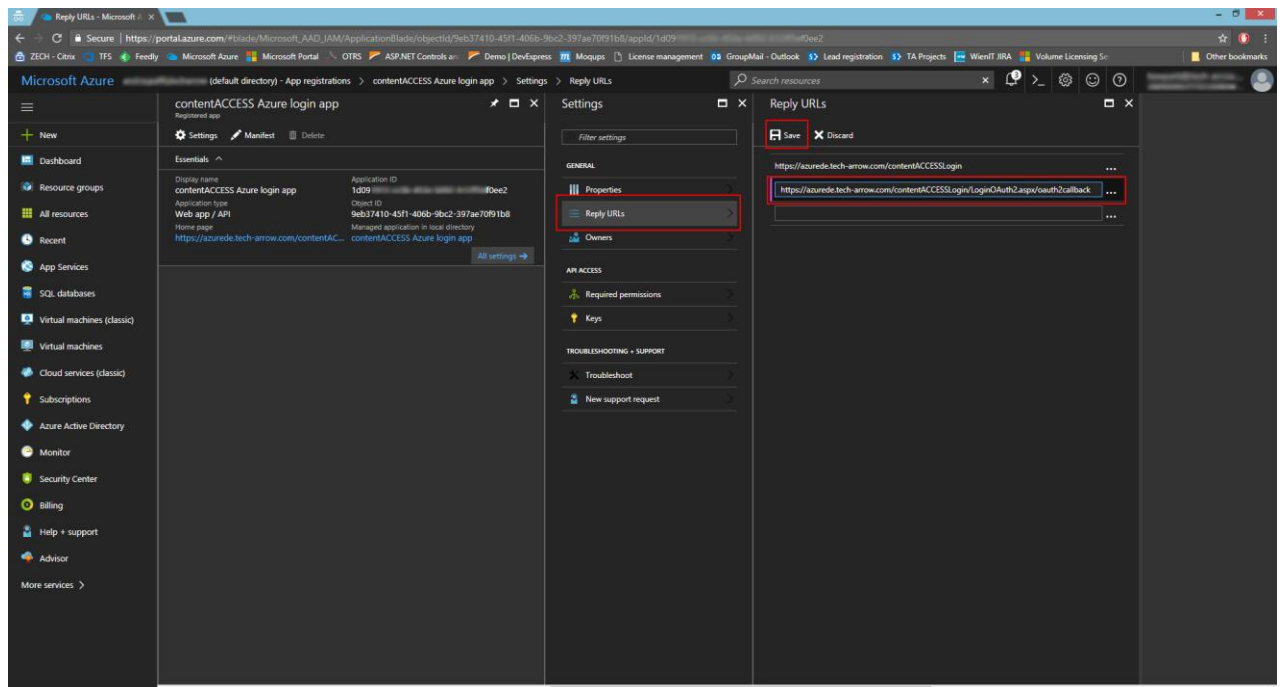 Reply URLs - Microsoft A
Secure | https://portal.azure.com/#blade/Microsoft_AAD_IAM/ApplicationBlade/objectId/9eb37410-45f1-406b-9bc2-397ae70f91b8/appId/1d09 f0ee2
ZECH - Citrix TFS Feedly Microsoft Azure Microsoft Portal OTRS ASP.NET Controls an Demo | DevExpress Moqups License management GroupMail - Outlook Lead registration TA Projects WienIT JIRA Volume Licensing Se Other bookmarks
Microsoft Azure (default directory) - App registrations > contentACCESS Azure login app > Settings > Reply URLs Search resources
contentACCESS Azure login app
Registered app
Settings Manifest Delete
Essentials
Display name
contentACCESS Azure login app
Application ID
1d09 f0ee2
Application type
Web app / API
Object ID
9eb37410-45f1-406b-9bc2-397ae70f91b8
Home page
https://azurede.tech-arrow.com/contentAC...
Managed application in local directory
contentACCESS Azure login app
All settings →
New
Dashboard
Resource groups
All resources
Recent
App Services
SQL databases
Virtual machines (classic)
Virtual machines
Cloud services (classic)
Subscriptions
Azure Active Directory
Monitor
Security Center
Billing
Help + support
Advisor
More services >
Settings
Filter settings
GENERAL
Properties
Reply URLs
Owners
API ACCESS
Required permissions
Keys
TROUBLESHOOTING + SUPPORT
Troubleshoot
New support request
Reply URLs
Save Discard
https://azurede.tech-arrow.com/contentACCESSLogin ...
https://azurede.tech-arrow.com/contentACCESSLogin/LoginOAuth2.aspx/oauth2callback ...
...